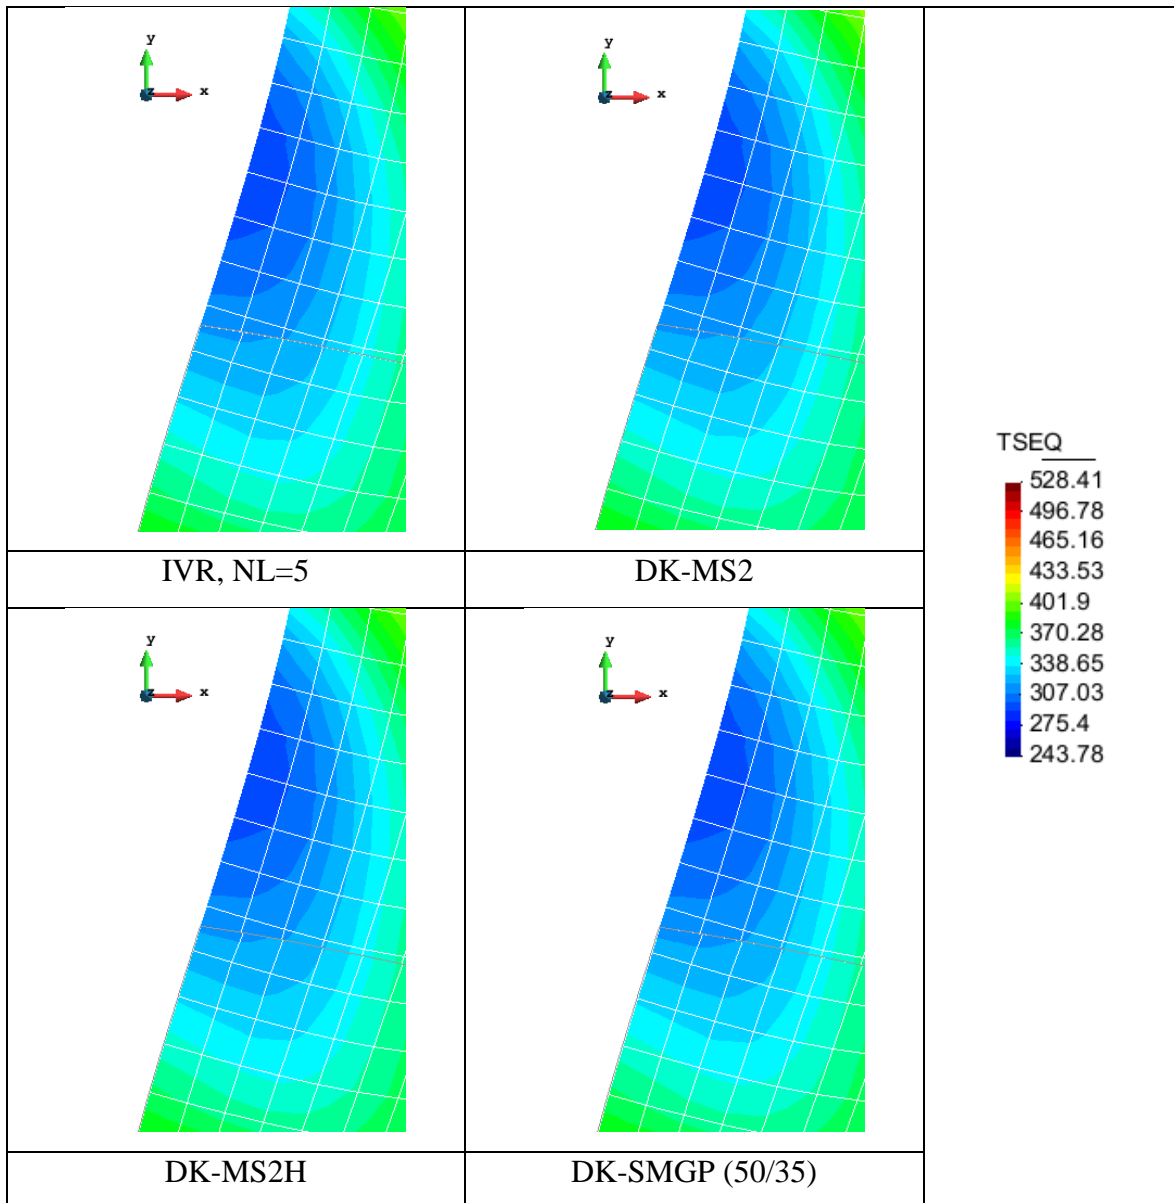 y
z
x
y
z
x
IVR, NL=5
DK-MS2
y
z
x
y
z
x
DK-MS2H
DK-SMGP (50/35)
TSEQ
528.41
496.78
465.16
433.53
401.9
370.28
338.65
307.03
275.4
243.78